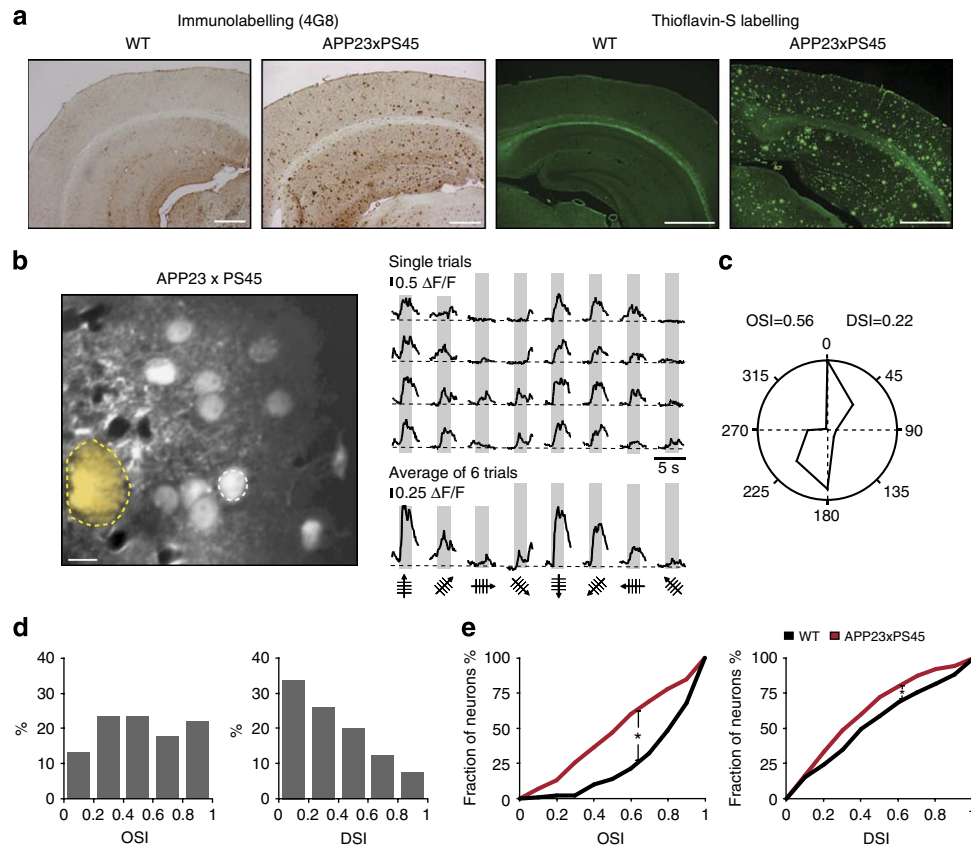 a
Immunolabelling (4G8)
Thioflavin-S labelling
WT
APP23xPS45
WT
APP23xPS45
b
APP23 x PS45
Single trials
0.5 ΔF/F
5 s
Average of 6 trials
0.25 ΔF/F
c
OSI=0.56
DSI=0.22
0
45
90
135
180
225
270
315
d
%
40
30
20
10
0
0 0.2 0.4 0.6 0.8 1
OSI
%
40
30
20
10
0
0 0.2 0.4 0.6 0.8 1
DSI
e
WT
APP23xPS45
Fraction of neurons %
100
75
50
25
0
*
0 0.2 0.4 0.6 0.8 1
OSI
Fraction of neurons %
100
75
50
25
0
*
0 0.2 0.4 0.6 0.8 1
DSI